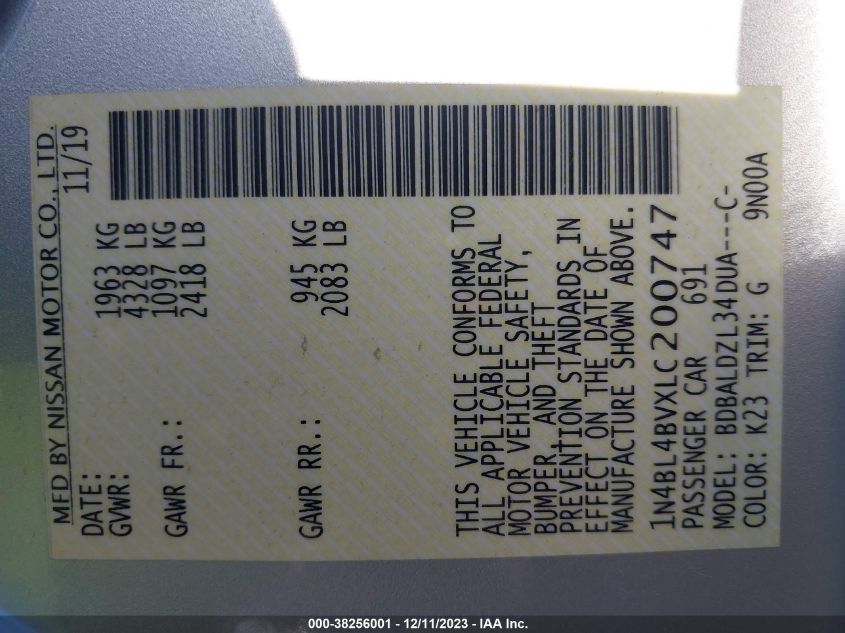 MFD BY NISSAN MOTOR CO., LTD.
DATE: 11/19
GVWR: 1963 KG
4328 LB
GAWR FR.: 1097 KG
2418 LB
GAWR RR.: 945 KG
2083 LB
THIS VEHICLE CONFORMS TO
ALL APPLICABLE FEDERAL
MOTOR VEHICLE SAFETY,
BUMPER, AND THEFT
PREVENTION STANDARDS IN
EFFECT ON THE DATE OF
MANUFACTURE SHOWN ABOVE.
1N4BL4BVXLC200747
PASSENGER CAR 691
MODEL: BDBALDZL34DUA---C-
COLOR: K23 TRIM: G 9N00A
000-38256001 - 12/11/2023 - IAA Inc.